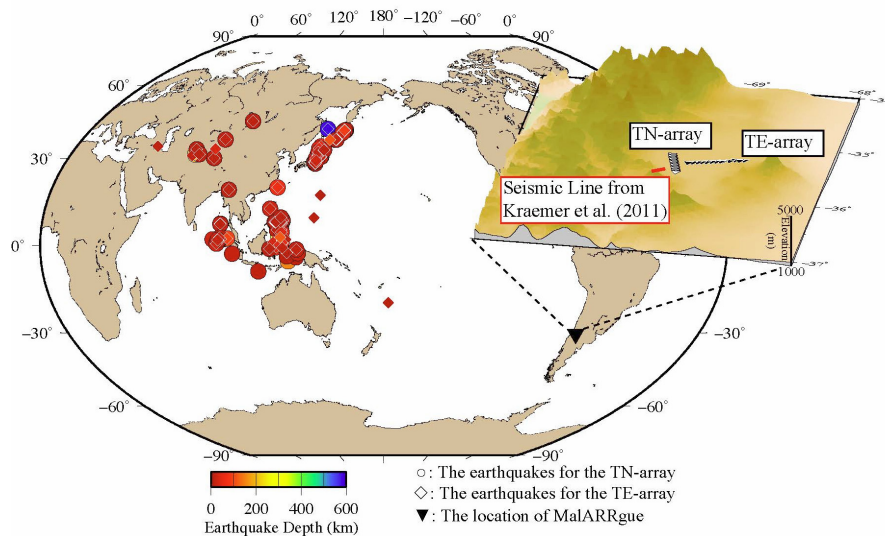 0° 60° 120° 180° −120° −60° 0°
90° 90°
60°
30°
0°
−30° −30°
−60° −60°
−90° −90°
-69° -68°
-35°
-36°
-37°
TN-array
TE-array
Seismic Line from
Kraemer et al. (2011)
5000
Elevation
(m)
1000
0 200 400 600
Earthquake Depth (km)
: The earthquakes for the TN-array
: The earthquakes for the TE-array
: The location of MalARRgue